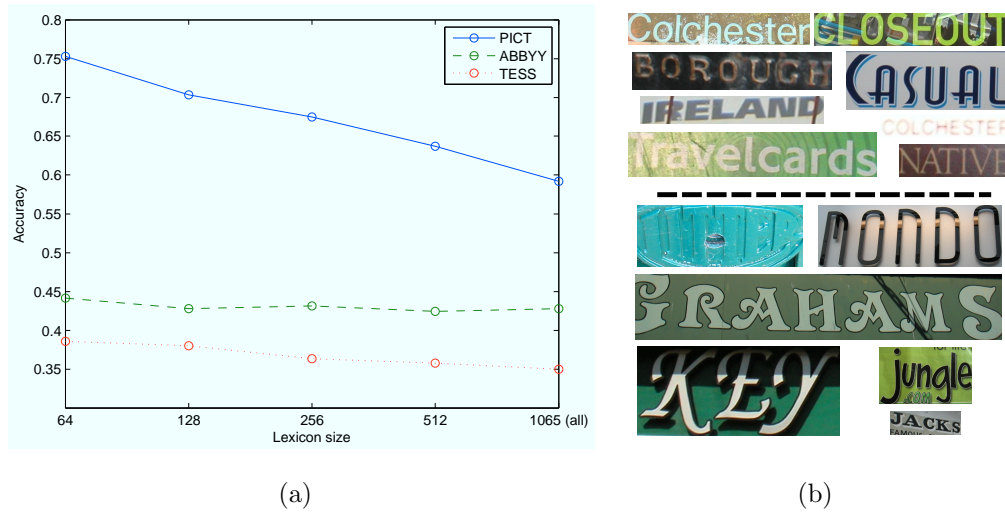 0.8
0.75
0.7
0.65
0.6
0.55
0.5
0.45
0.4
0.35
Accuracy
PICT
ABBYY
TESS
64 128 256 512 1065 (all)
Lexicon size
(a)
Colchester CLOSEOUT
BOROUGH CASUAL
IRELAND
COLCHESTER
Travelcards NATIVE
MONDO
GRAHAMS
KEY
jungle
.com
JACKS
(b)